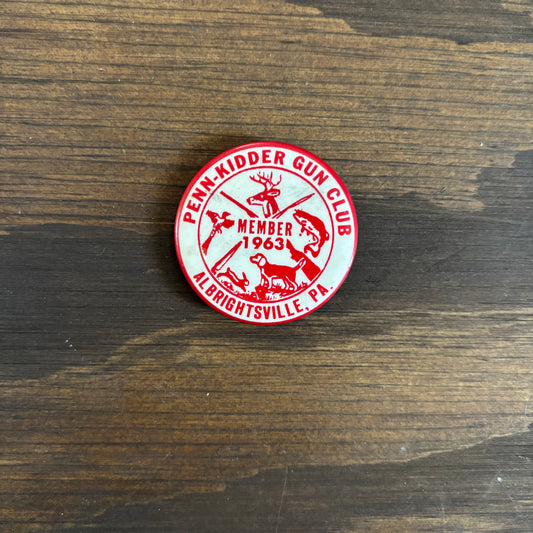 PENN-KIDDER GUN CLUB
MEMBER
1963
ALBRIGHTSVILLE, PA.